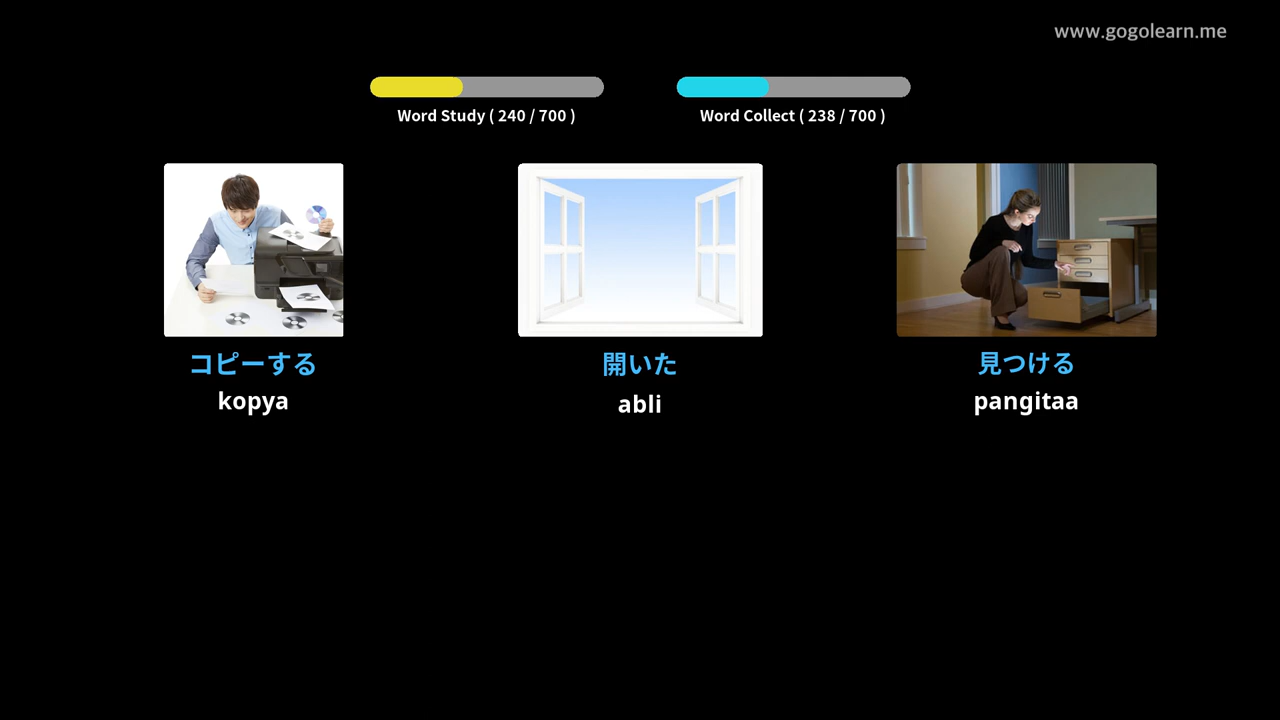 www.gogolearn.me
Word Study ( 240 / 700 )
Word Collect ( 238 / 700 )
コピーする
開いた
見つける
kopya
abli
pangitaa